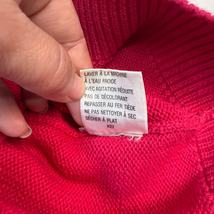 LAVER À LA MACHINE
À L'EAU FROIDE
AVEC AGITATION RÉDUITE
PAS DE DÉCOLORANT
REPASSER AU FER TIÈDE
NE PAS NETTOYER À SEC
SÉCHER À PLAT